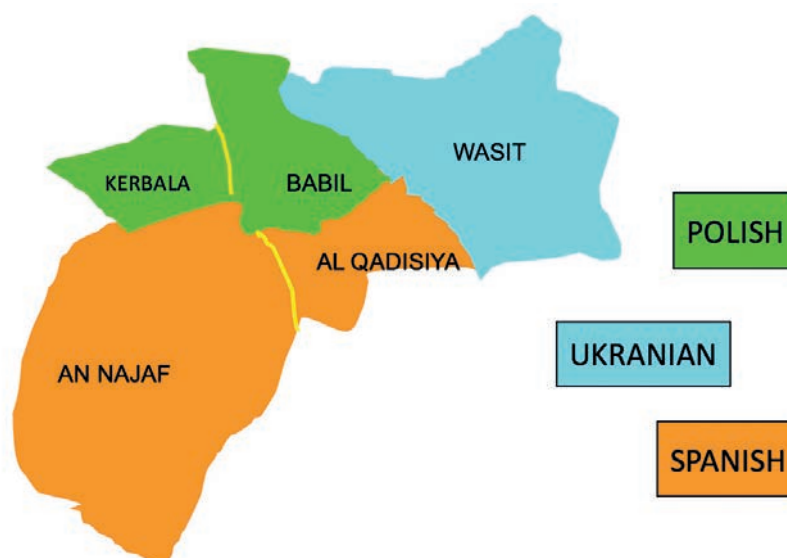 WASIT
KERBALA
BABIL
POLISH
AL QADISIYA
UKRANIAN
AN NAJAF
SPANISH